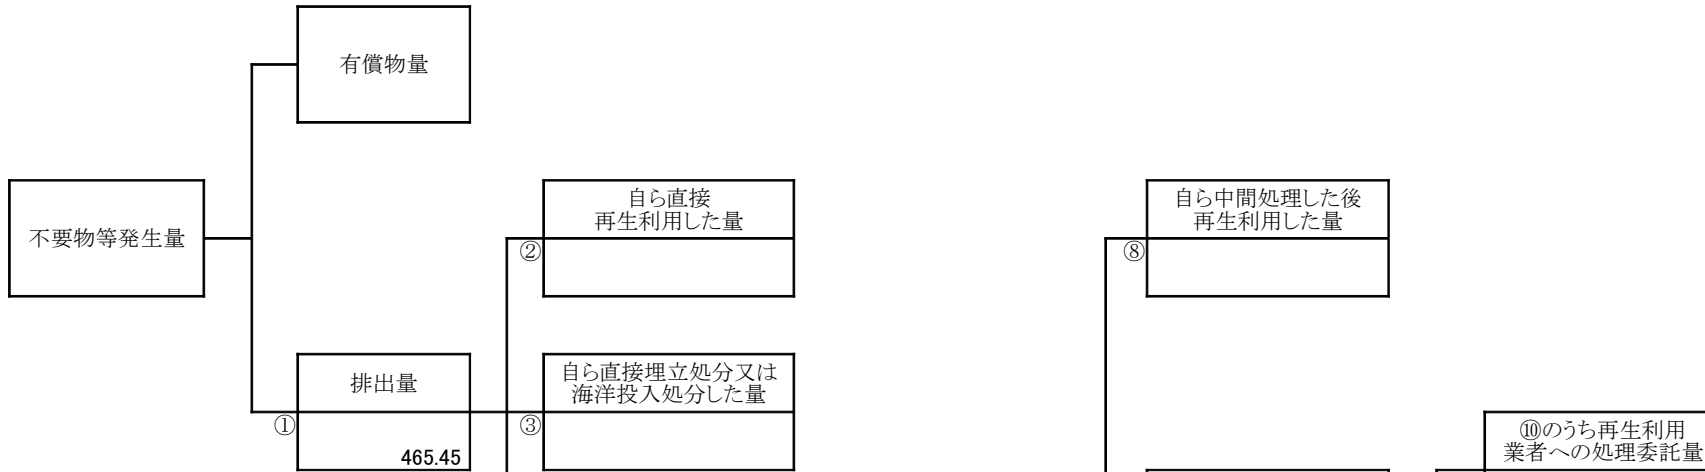 有償物量
不要物等発生量
自ら直接
再生利用した量
②
自ら中間処理した後
再生利用した量
⑧
排出量
①
465.45
自ら直接埋立処分又は
海洋投入処分した量
③
⑩のうち再生利用
業者への処理委託量